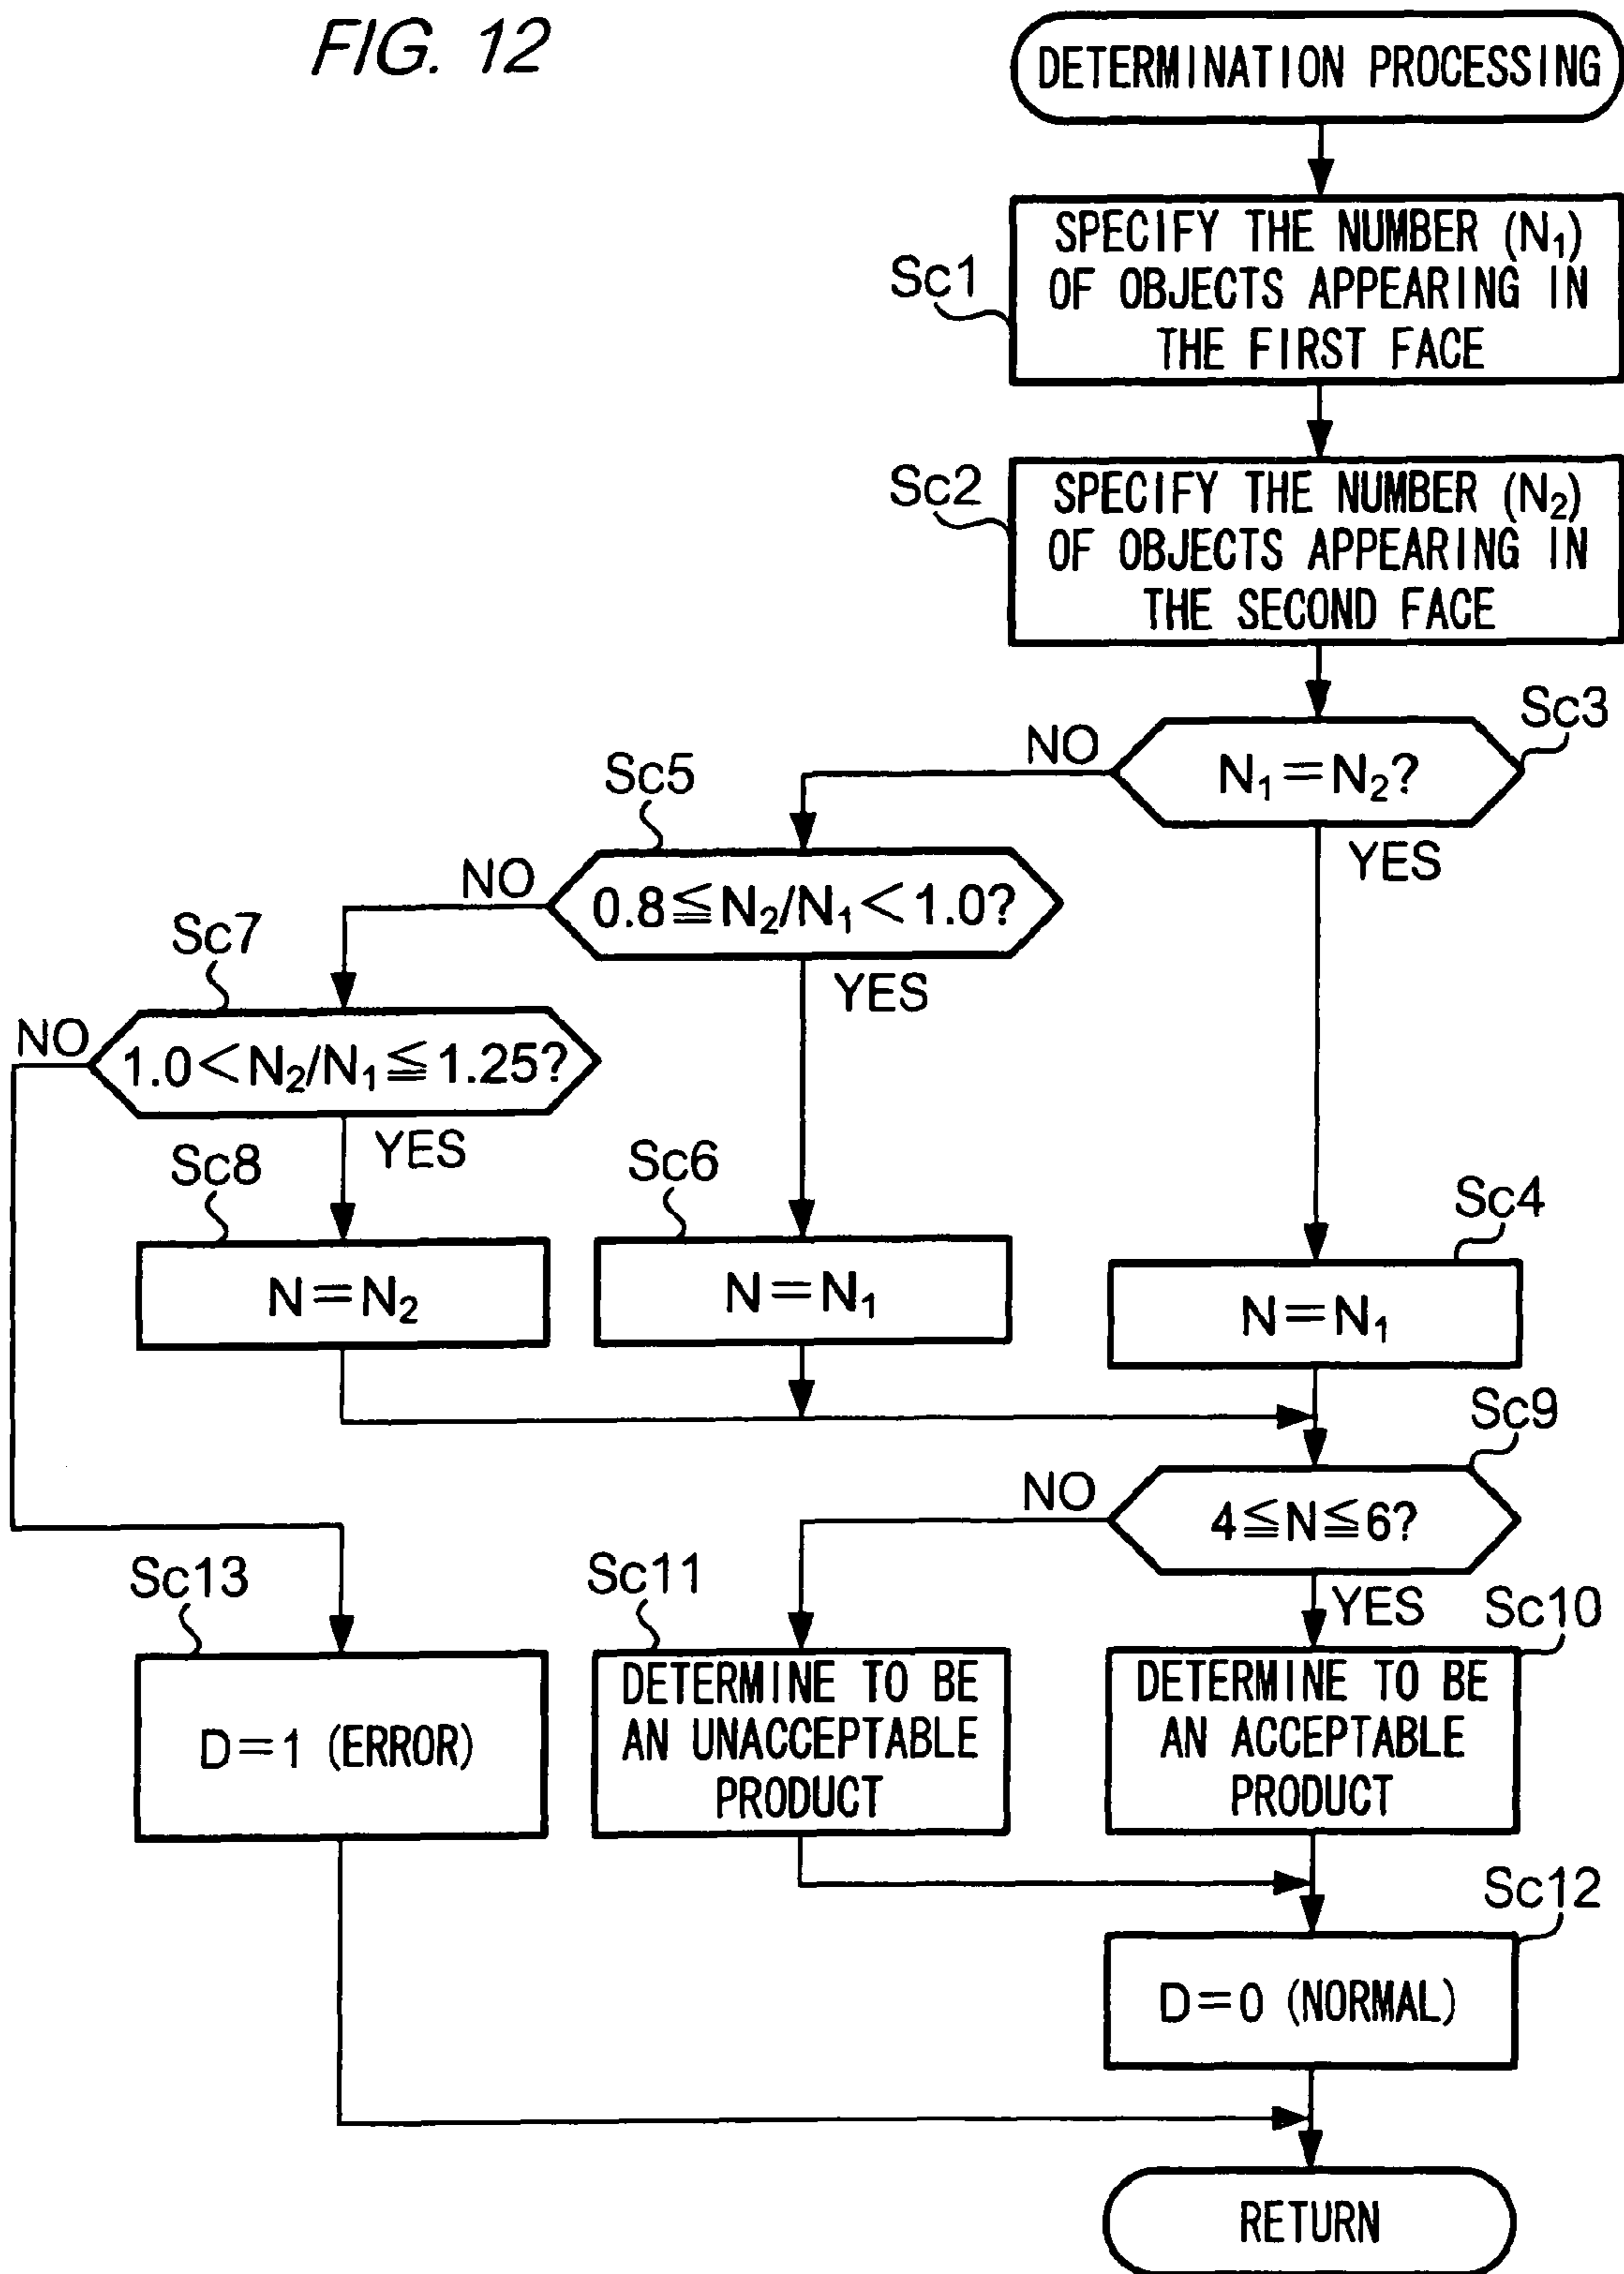 FIG. 12
DETERMINATION PROCESSING
Sc1
SPECIFY THE NUMBER (N₁)
OF OBJECTS APPEARING IN
THE FIRST FACE
Sc2
SPECIFY THE NUMBER (N₂)
OF OBJECTS APPEARING IN
THE SECOND FACE
Sc3
N₁=N₂?
NO
YES
Sc5
0.8≦N₂/N₁<1.0?
NO
YES
Sc7
1.0<N₂/N₁≦1.25?
NO
YES
Sc8
N=N₂
Sc6
N=N₁
Sc4
N=N₁
Sc9
4≦N≦6?
NO
YES
Sc13
D=1 (ERROR)
Sc11
DETERMINE TO BE
AN UNACCEPTABLE
PRODUCT
Sc10
DETERMINE TO BE
AN ACCEPTABLE
PRODUCT
Sc12
D=0 (NORMAL)
RETURN